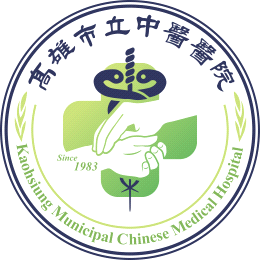 高雄市立中醫醫院
Since
1983
Kaohsiung Municipal Chinese Medical Hospital